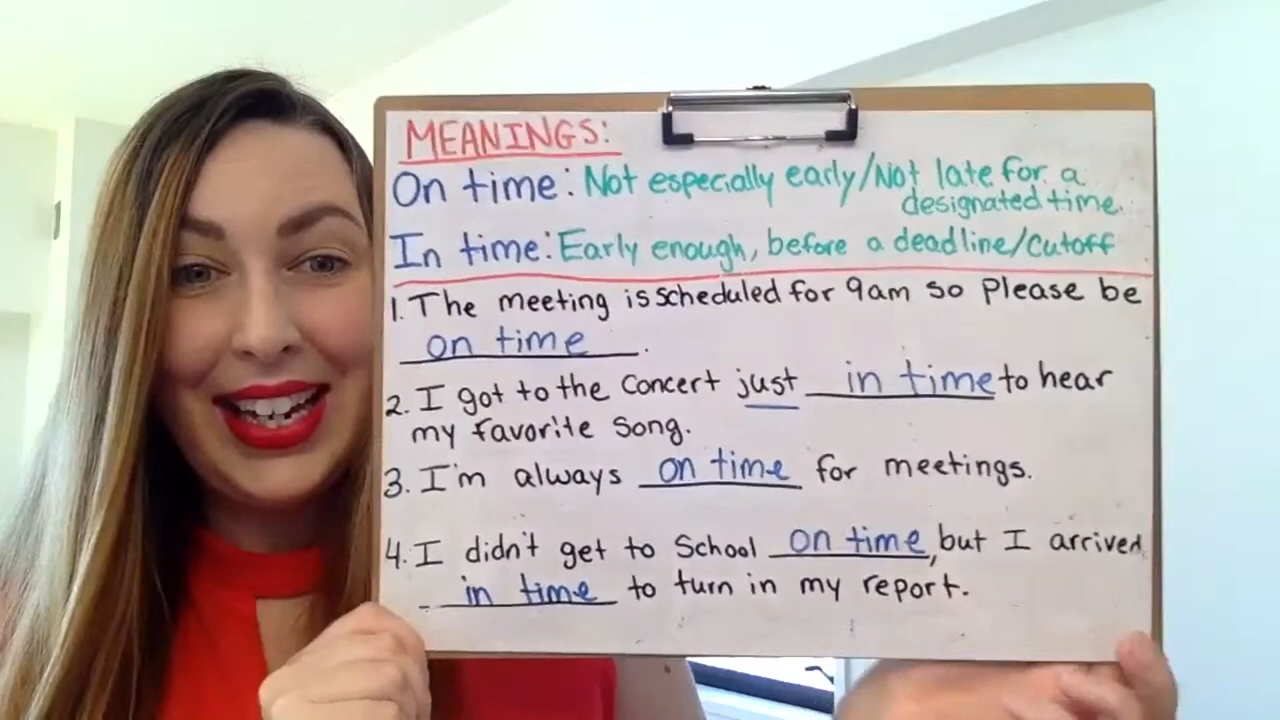 MEANINGS:
On time: Not especially early/Not late for a
designated time.
In time: Early enough, before a deadline/Cutoff
1. The meeting is scheduled for 9am so please be
on time.
2. I got to the Concert just in time to hear
my favorite Song.
3. I'm always on time for meetings.
4. I didn't get to School on time, but I arrived
in time to turn in my report.